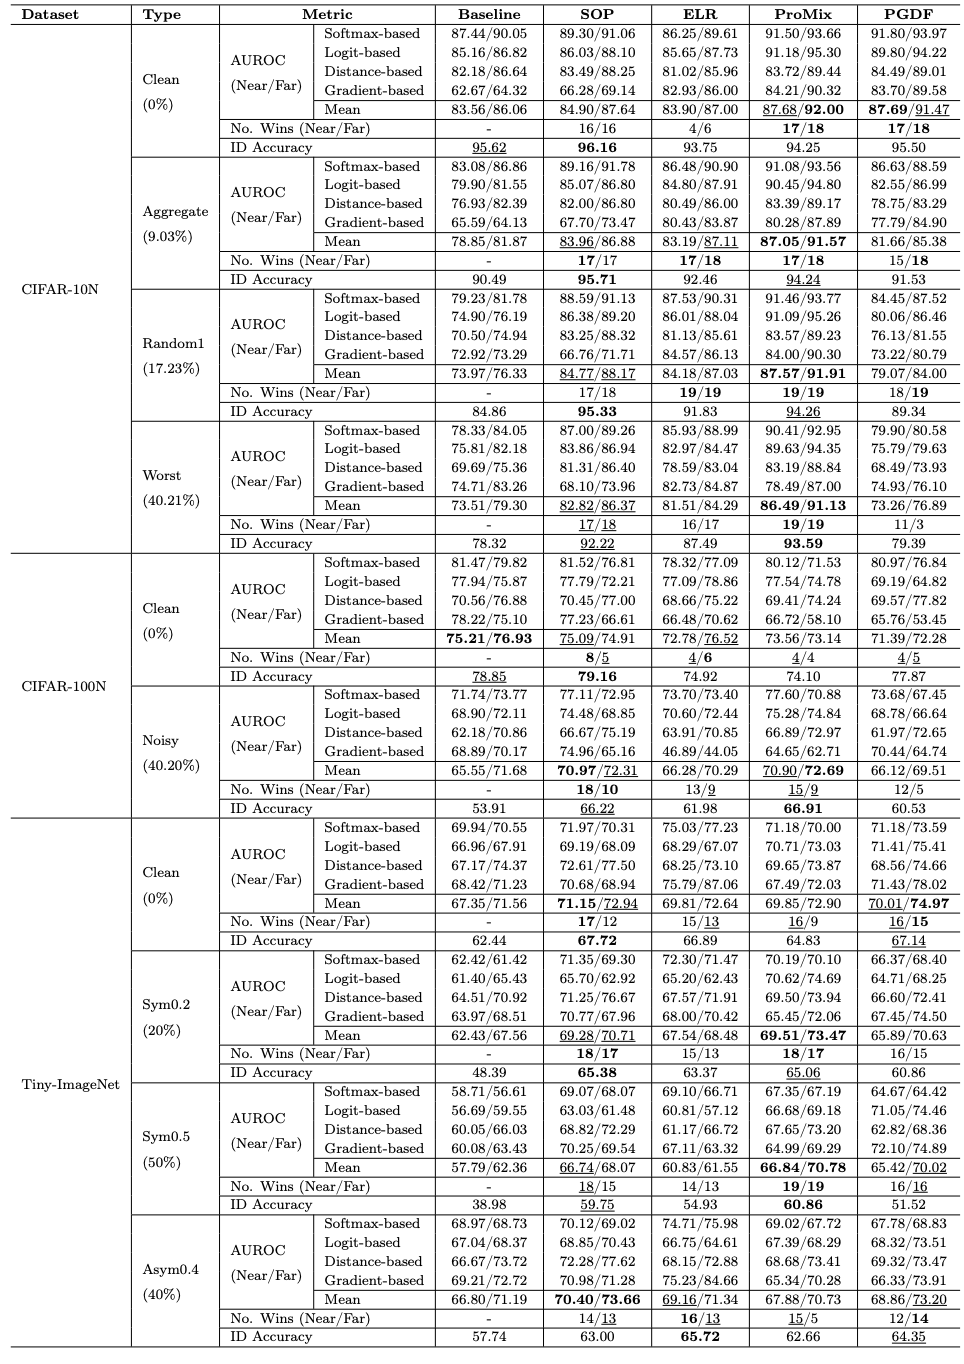 Dataset Type Metric Baseline SOP ELR ProMix PGDF
CIFAR-10N
Clean
(0%)
AUROC
(Near/Far)
Softmax-based 87.44/90.05 89.30/91.06 86.25/89.61 91.50/93.66 91.80/93.97
Logit-based 85.16/86.82 86.03/88.10 85.65/87.73 91.18/95.30 89.80/94.22
Distance-based 82.18/86.64 83.49/88.25 81.02/85.96 83.72/89.44 84.49/89.01
Gradient-based 62.67/64.32 66.28/69.14 82.93/86.00 84.21/90.32 83.70/89.58
Mean 83.56/86.06 84.90/87.64 83.90/87.00 87.68/92.00 87.69/91.47
No. Wins (Near/Far) - 16/16 4/6 17/18 17/18
ID Accuracy 95.62 96.16 93.75 94.25 95.50
Aggregate
(9.03%)
AUROC
(Near/Far)
Softmax-based 83.08/86.86 89.16/91.78 86.48/90.90 91.08/93.56 86.63/88.59
Logit-based 79.90/81.55 85.07/86.80 84.80/87.91 90.45/94.80 82.55/86.99
Distance-based 76.93/82.39 82.00/86.80 80.49/86.00 83.39/89.17 78.75/83.29
Gradient-based 65.59/64.13 67.70/73.47 80.43/83.87 80.28/87.89 77.79/84.90
Mean 78.85/81.87 83.96/86.88 83.19/87.11 87.05/91.57 81.66/85.38
No. Wins (Near/Far) - 17/17 17/18 17/18 15/18
ID Accuracy 90.49 95.71 92.46 94.24 91.53
Random1
(17.23%)
AUROC
(Near/Far)
Softmax-based 79.23/81.78 88.59/91.13 87.53/90.31 91.46/93.77 84.45/87.52
Logit-based 74.90/76.19 86.38/89.20 86.01/88.04 91.09/95.26 80.06/86.46
Distance-based 70.50/74.94 83.25/88.32 81.13/85.61 83.57/89.23 76.13/81.55
Gradient-based 72.92/73.29 66.76/71.71 84.57/86.13 84.00/90.30 73.22/80.79
Mean 73.97/76.33 84.77/88.17 84.18/87.03 87.57/91.91 79.07/84.00
No. Wins (Near/Far) - 17/18 19/19 19/19 18/19
ID Accuracy 84.86 95.33 91.83 94.26 89.34
Worst
(40.21%)
AUROC
(Near/Far)
Softmax-based 78.33/84.05 87.00/89.26 85.93/88.99 90.41/92.95 79.90/80.58
Logit-based 75.81/82.18 83.86/86.94 82.97/84.47 89.63/94.35 75.79/79.63
Distance-based 69.69/75.36 81.31/86.40 78.59/83.04 83.19/88.84 68.49/73.93
Gradient-based 74.71/83.26 68.10/73.96 82.73/84.87 78.49/87.00 74.93/76.10
Mean 73.51/79.30 82.82/86.37 81.51/84.29 86.49/91.13 73.26/76.89
No. Wins (Near/Far) - 17/18 16/17 19/19 11/3
ID Accuracy 78.32 92.22 87.49 93.59 79.39
CIFAR-100N
Clean
(0%)
AUROC
(Near/Far)
Softmax-based 81.47/79.82 81.52/76.81 78.32/77.09 80.12/71.53 80.97/76.84
Logit-based 77.94/75.87 77.79/72.21 77.09/78.86 77.54/74.78 69.19/64.82
Distance-based 70.56/76.88 70.45/77.00 68.66/75.22 69.41/74.24 69.57/77.82
Gradient-based 78.22/75.10 77.23/66.61 66.48/70.62 66.72/58.10 65.76/53.45
Mean 75.21/76.93 75.09/74.91 72.78/76.52 73.56/73.14 71.39/72.28
No. Wins (Near/Far) - 8/5 4/6 4/4 4/5
ID Accuracy 78.85 79.16 74.92 74.10 77.87
Noisy
(40.20%)
AUROC
(Near/Far)
Softmax-based 71.74/73.77 77.11/72.95 73.70/73.40 77.60/70.88 73.68/67.45
Logit-based 68.90/72.11 74.48/68.85 70.60/72.44 75.28/74.84 68.78/66.64
Distance-based 62.18/70.86 66.67/75.19 63.91/70.85 66.89/72.97 61.97/72.65
Gradient-based 68.89/70.17 74.96/65.16 46.89/44.05 64.65/62.71 70.44/64.74
Mean 65.55/71.68 70.97/72.31 66.28/70.29 70.90/72.69 66.12/69.51
No. Wins (Near/Far) - 18/10 13/9 15/9 12/5
ID Accuracy 53.91 66.22 61.98 66.91 60.53
Tiny-ImageNet
Clean
(0%)
AUROC
(Near/Far)
Softmax-based 69.94/70.55 71.97/70.31 75.03/77.23 71.18/70.00 71.18/73.59
Logit-based 66.96/67.91 69.19/68.09 68.29/67.07 70.71/73.03 71.41/75.41
Distance-based 67.17/74.37 72.61/77.50 68.25/73.10 69.65/73.87 68.56/74.66
Gradient-based 68.42/71.23 70.68/68.94 75.79/87.06 67.49/72.03 71.43/78.02
Mean 67.35/71.56 71.15/72.94 69.81/72.64 69.85/72.90 70.01/74.97
No. Wins (Near/Far) - 17/12 15/13 16/9 16/15
ID Accuracy 62.44 67.72 66.89 64.83 67.14
Sym0.2
(20%)
AUROC
(Near/Far)
Softmax-based 62.42/61.42 71.35/69.30 72.30/71.47 70.19/70.10 66.37/68.40
Logit-based 61.40/65.43 65.70/62.92 65.20/62.43 70.62/74.69 64.71/68.25
Distance-based 64.51/70.92 71.25/76.67 67.57/71.91 69.50/73.94 66.60/72.41
Gradient-based 63.97/68.51 70.77/67.96 68.00/70.42 65.45/72.06 67.45/74.50
Mean 62.43/67.56 69.28/70.71 67.54/68.48 69.51/73.47 65.89/70.63
No. Wins (Near/Far) - 18/17 15/13 18/17 16/15
ID Accuracy 48.39 65.38 63.37 65.06 60.86
Sym0.5
(50%)
AUROC
(Near/Far)
Softmax-based 58.71/56.61 69.07/68.07 69.10/66.71 67.35/67.19 64.67/64.42
Logit-based 56.69/59.55 63.03/61.48 60.81/57.12 66.68/69.18 71.05/74.46
Distance-based 60.05/66.03 68.82/72.29 61.17/66.72 67.65/73.20 62.82/68.36
Gradient-based 60.08/63.43 70.25/69.54 67.11/63.32 64.99/69.29 72.10/74.89
Mean 57.79/62.36 66.74/68.07 60.83/61.55 66.84/70.78 65.42/70.02
No. Wins (Near/Far) - 18/15 14/13 19/19 16/16
ID Accuracy 38.98 59.75 54.93 60.86 51.52
Asym0.4
(40%)
AUROC
(Near/Far)
Softmax-based 68.97/68.73 70.12/69.02 74.71/75.98 69.02/67.72 67.78/68.83
Logit-based 67.04/68.37 68.85/70.43 66.75/64.61 67.39/68.29 68.32/73.51
Distance-based 66.67/73.72 72.28/77.62 68.15/72.88 68.68/73.41 69.32/73.47
Gradient-based 69.21/72.72 70.98/71.28 75.23/84.66 65.34/70.28 66.33/73.91
Mean 66.80/71.19 70.40/73.66 69.16/71.34 67.88/70.73 68.86/73.20
No. Wins (Near/Far) - 14/13 16/13 15/5 12/14
ID Accuracy 57.74 63.00 65.72 62.66 64.35